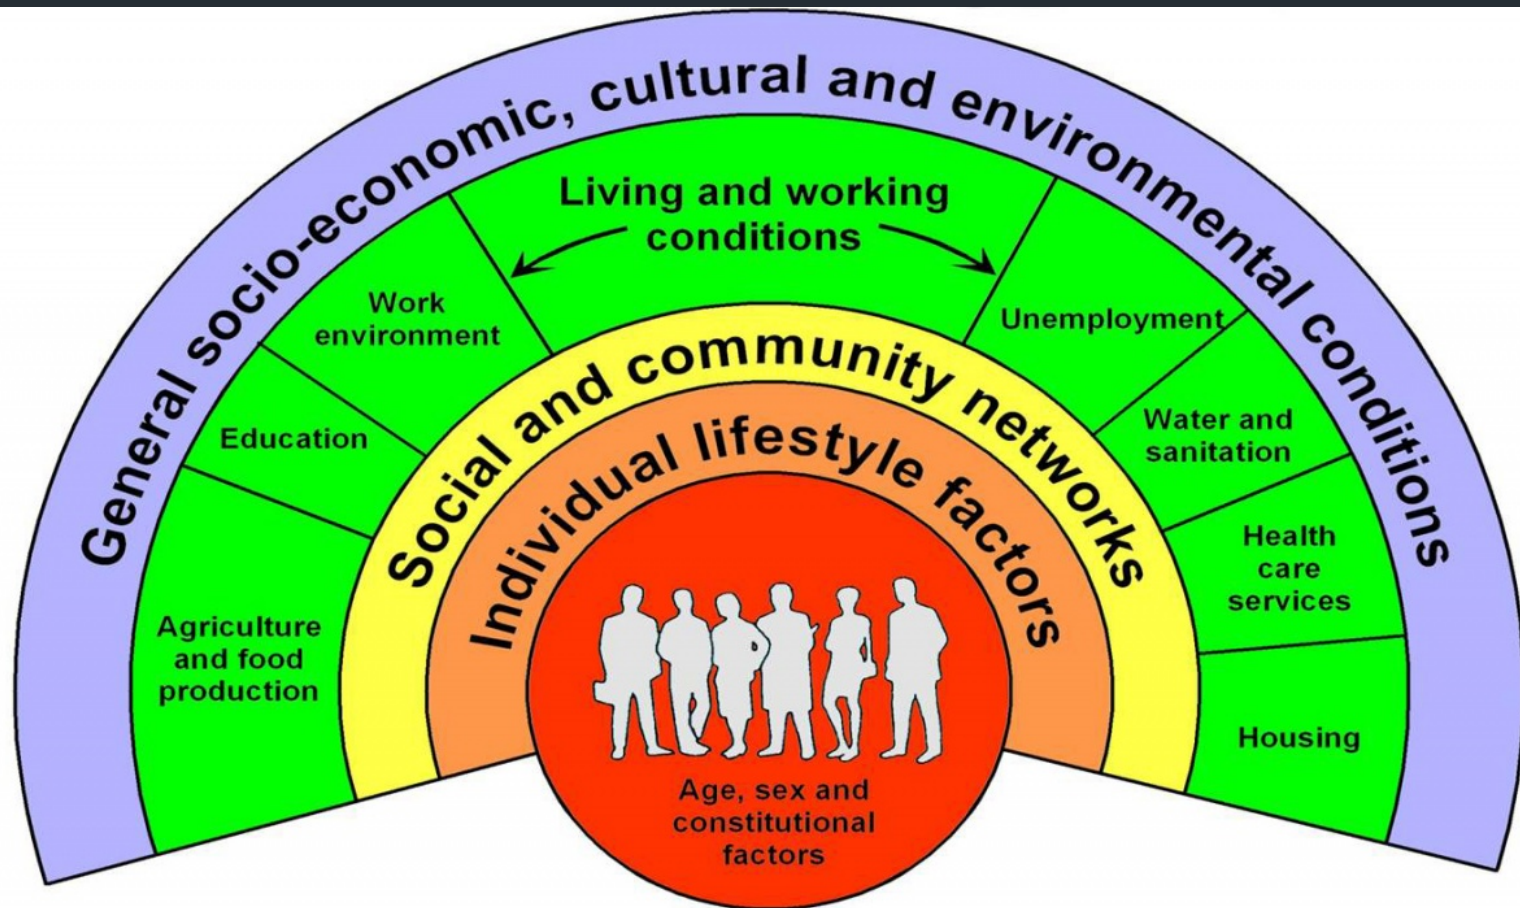 General socio-economic, cultural and environmental conditions
Living and working
conditions
Work
environment
Unemployment
Education
Water and
sanitation
Agriculture
and food
production
Health
care
services
Housing
Social and community networks
Individual lifestyle factors
Age, sex and
constitutional
factors